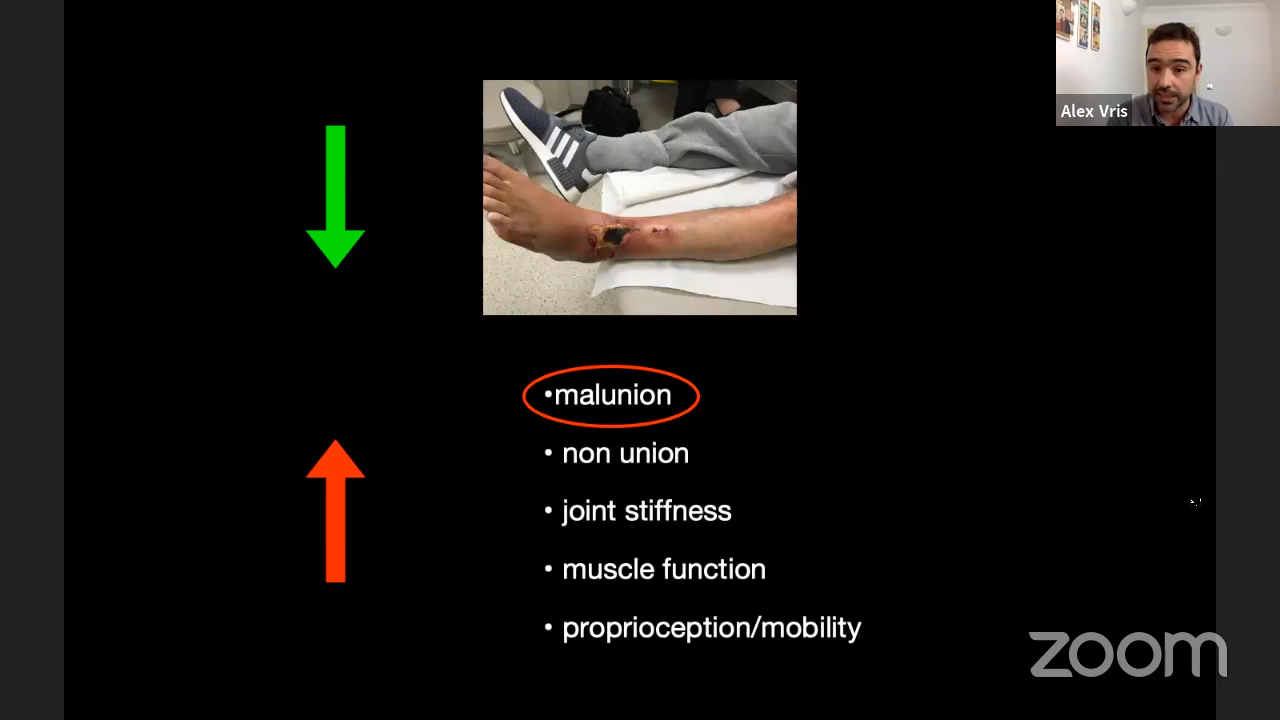 Alex Vris
•malunion
• non union
• joint stiffness
• muscle function
• proprioception/mobility
zoom